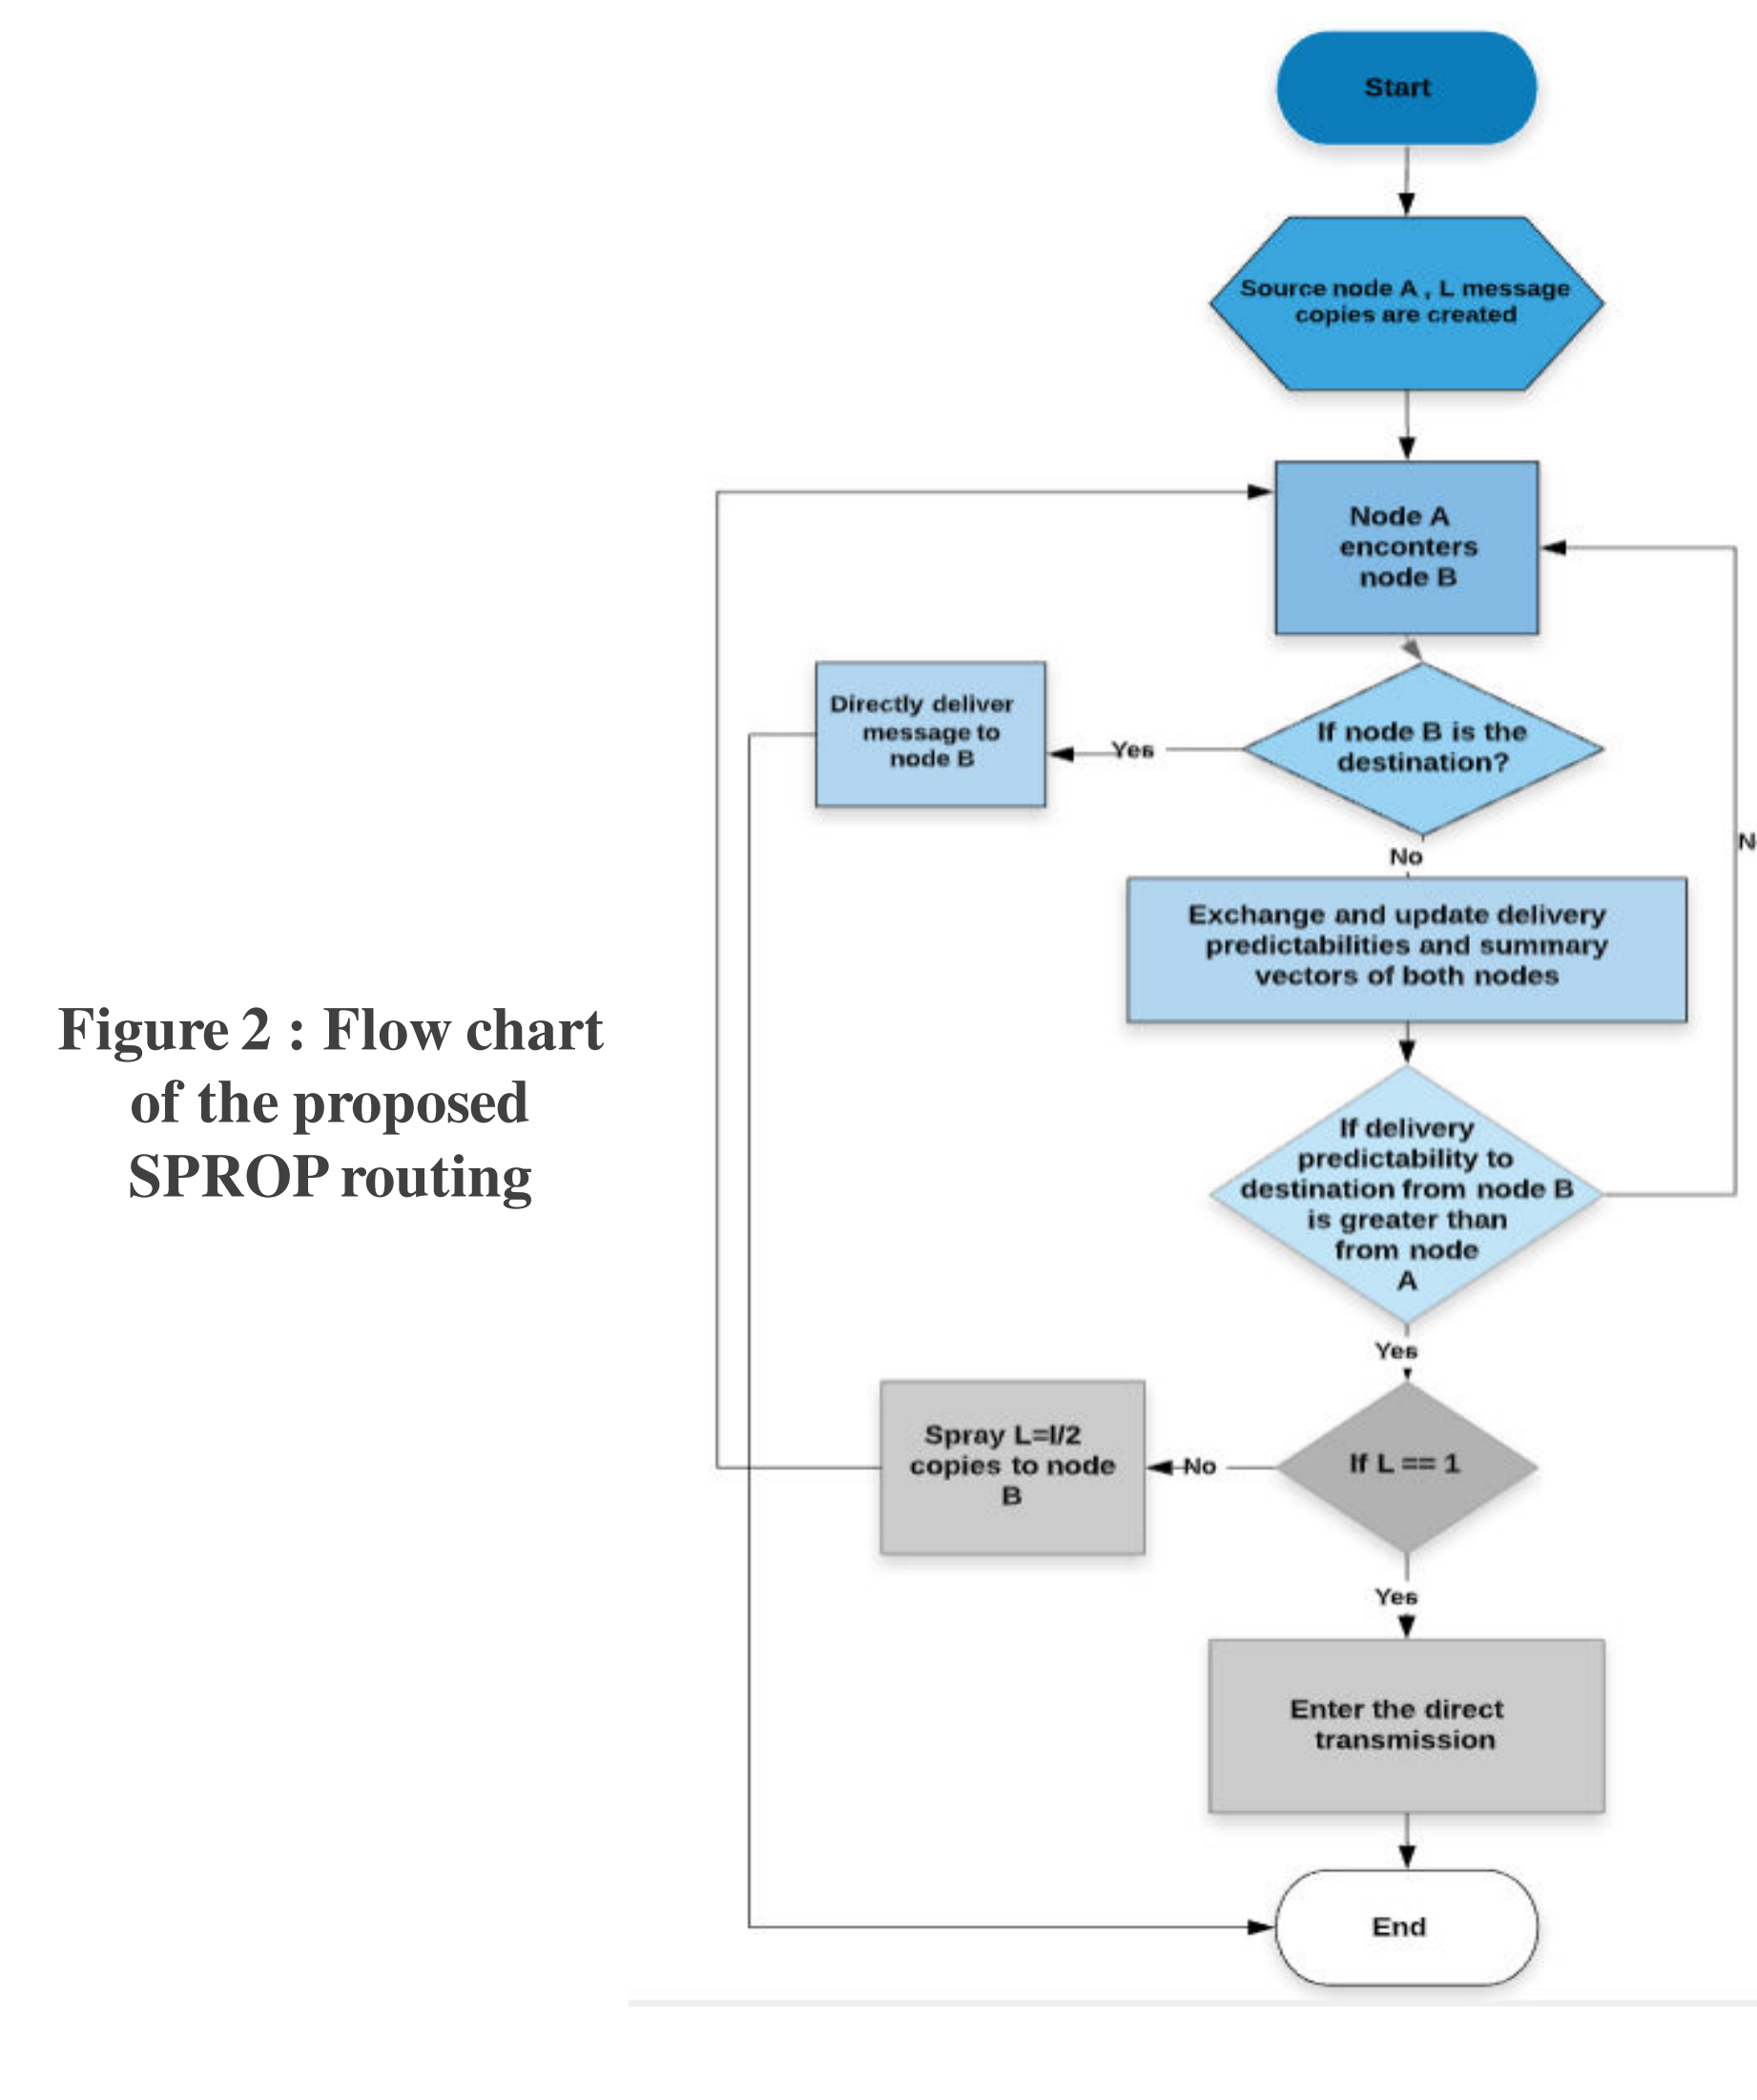 Start
Source node A , L message
copies are created
Node A
enconters
node B
If node B is the
destination?
Yes
Directly deliver
message to
node B
No
Exchange and update delivery
predictabilities and summary
vectors of both nodes
If delivery
predictability to
destination from node B
is greater than
from node
A
N
Yes
If L == 1
No
Spray L=l/2
copies to node
B
Yes
Enter the direct
transmission
End
Figure 2 : Flow chart
of the proposed
SPROP routing